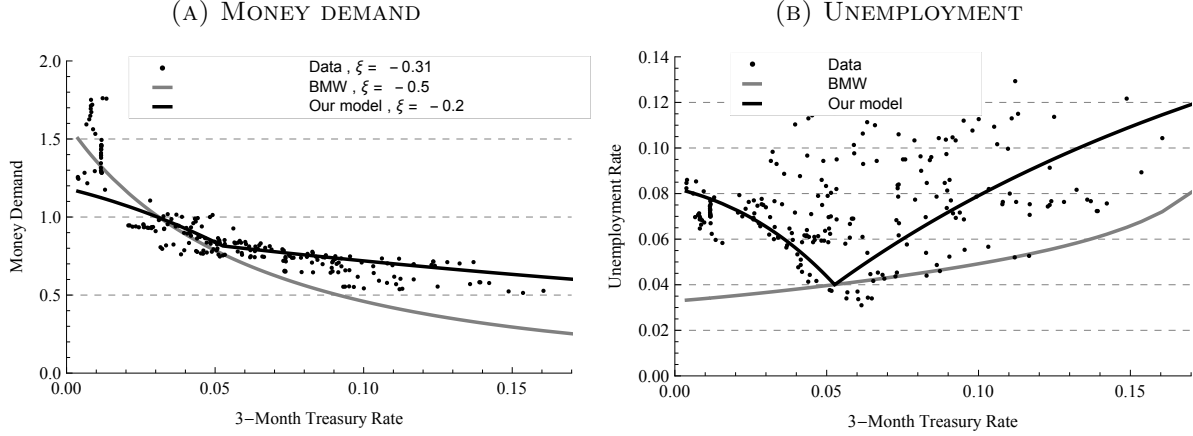 (A) MONEY DEMAND
2.0
1.5
1.0
0.5
0.0
Money Demand
Data , ξ = −0.31
BMW , ξ = −0.5
Our model , ξ = −0.2
0.00 0.05 0.10 0.15
3−Month Treasury Rate
(B) UNEMPLOYMENT
0.14
0.12
0.10
0.08
0.06
0.04
0.02
0.00
Unemployment Rate
Data
BMW
Our model
0.00 0.05 0.10 0.15
3−Month Treasury Rate